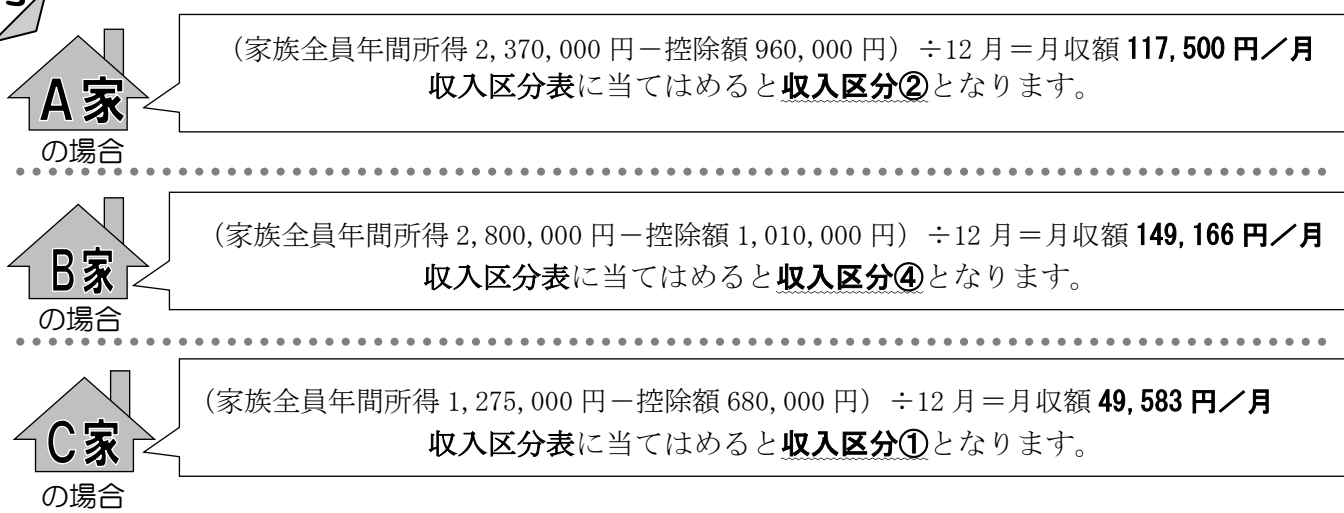 （家族全員年間所得 2,370,000 円－控除額 960,000 円）÷12 月＝月収額 117,500 円／月
収入区分表に当てはめると収入区分②となります。
A家
の場合
（家族全員年間所得 2,800,000 円－控除額 1,010,000 円）÷12 月＝月収額 149,166 円／月
収入区分表に当てはめると収入区分④となります。
B家
の場合
（家族全員年間所得 1,275,000 円－控除額 680,000 円）÷12 月＝月収額 49,583 円／月
収入区分表に当てはめると収入区分①となります。
C家
の場合